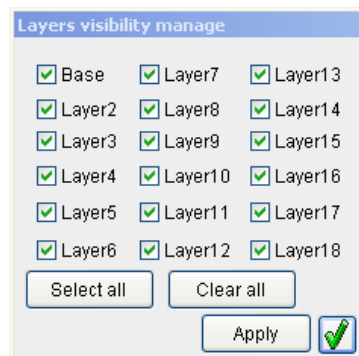 Layers visibility manage
Base Layer7 Layer13
Layer2 Layer8 Layer14
Layer3 Layer9 Layer15
Layer4 Layer10 Layer16
Layer5 Layer11 Layer17
Layer6 Layer12 Layer18
Select all Clear all
Apply